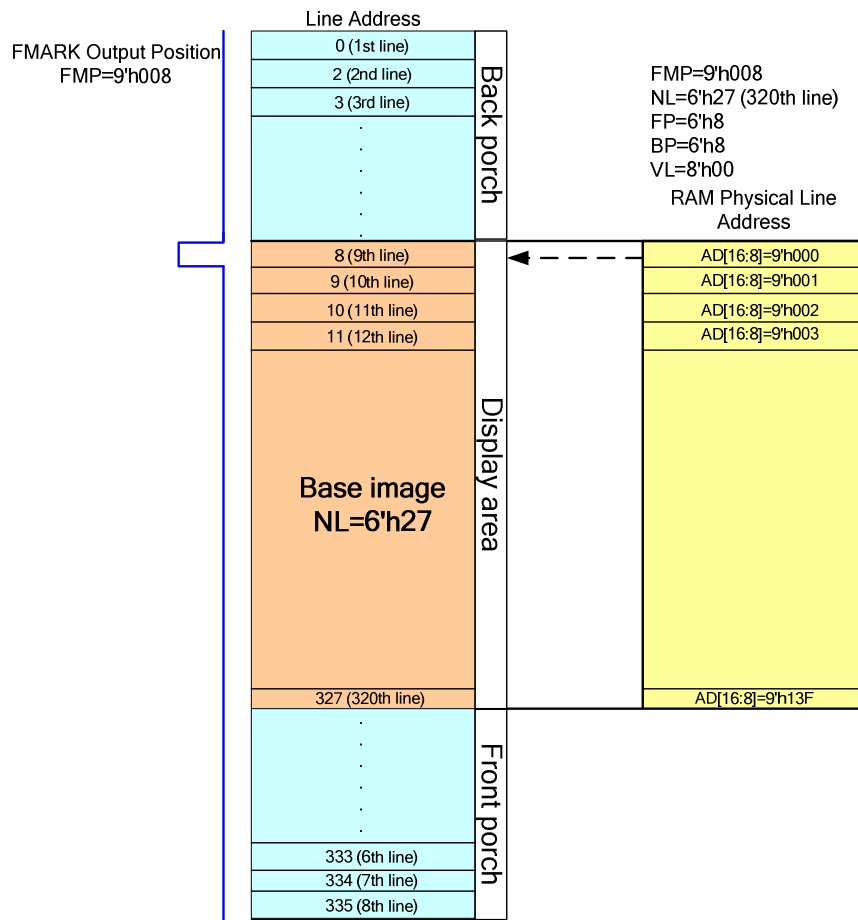 Line Address
FMARK Output Position
FMP=9'h008
0 (1st line)
2 (2nd line)
3 (3rd line)
Back porch
FMP=9'h008
NL=6'h27 (320th line)
FP=6'h8
BP=6'h8
VL=8'h00
RAM Physical Line
Address
8 (9th line)
9 (10th line)
10 (11th line)
11 (12th line)
Base image
NL=6'h27
327 (320th line)
Display area
AD[16:8]=9'h000
AD[16:8]=9'h001
AD[16:8]=9'h002
AD[16:8]=9'h003
AD[16:8]=9'h13F
333 (6th line)
334 (7th line)
335 (8th line)
Front porch